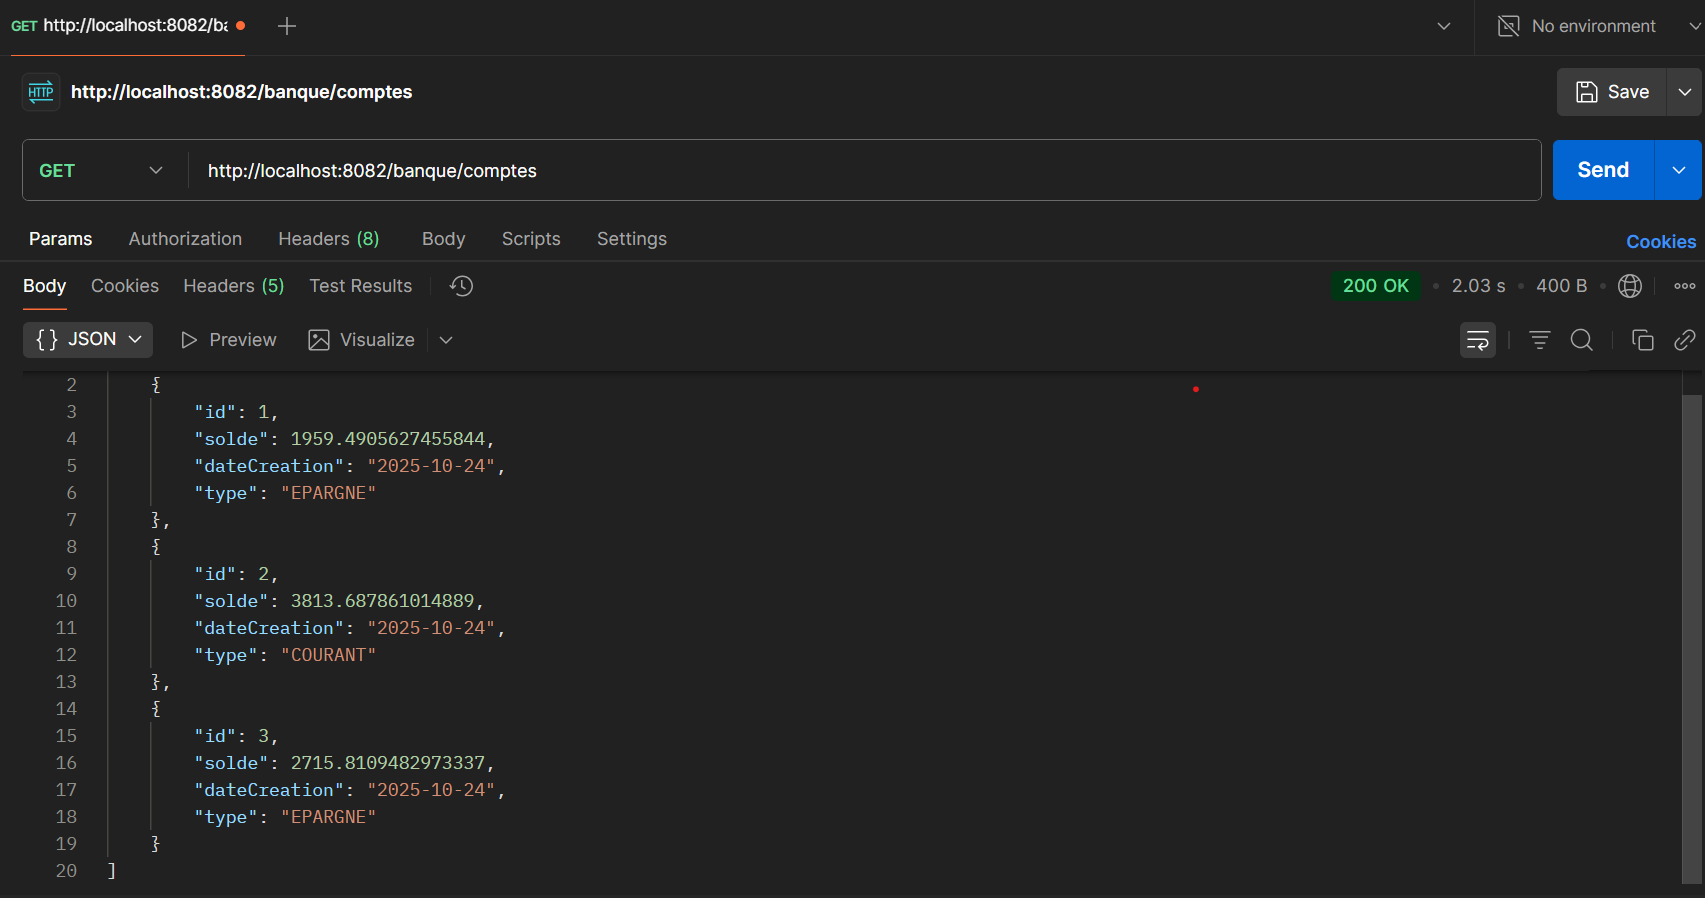 GET http://localhost:8082/ba
No environment
HTTP http://localhost:8082/banque/comptes
Save
GET http://localhost:8082/banque/comptes
Send
Params Authorization Headers (8) Body Scripts Settings
Cookies
Body Cookies Headers (5) Test Results
200 OK • 2.03 s • 400 B •
{} JSON Preview Visualize
2 {
3 "id": 1,
4 "solde": 1959.4905627455844,
5 "dateCreation": "2025-10-24",
6 "type": "EPARGNE"
7 },
8 {
9 "id": 2,
10 "solde": 3813.687861014889,
11 "dateCreation": "2025-10-24",
12 "type": "COURANT"
13 },
14 {
15 "id": 3,
16 "solde": 2715.8109482973337,
17 "dateCreation": "2025-10-24",
18 "type": "EPARGNE"
19 }
20 ]